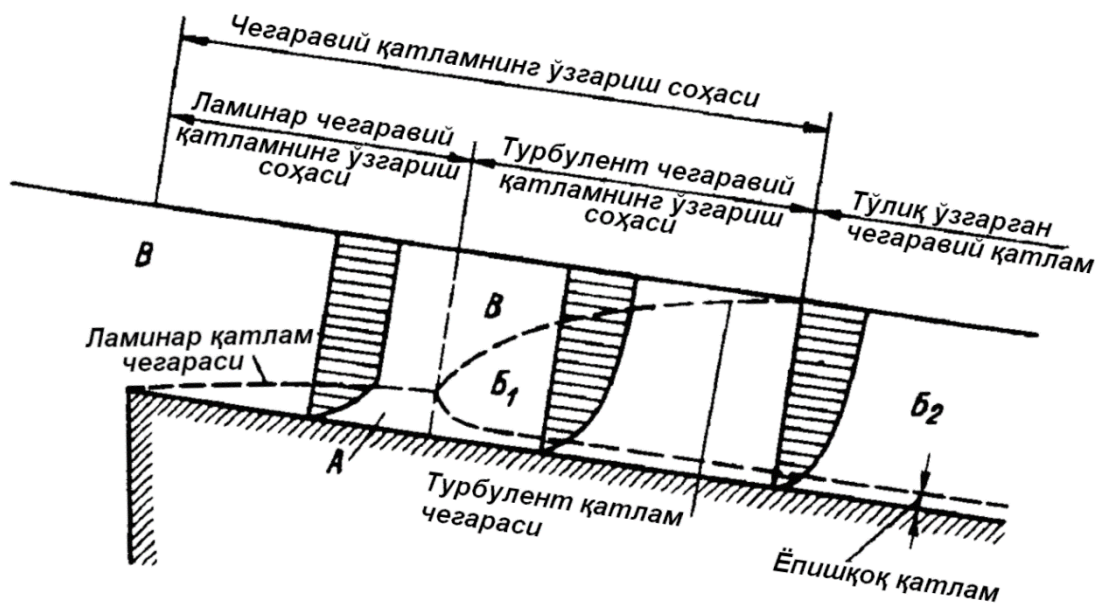 Чегаравий қатламнинг ўзгариш соҳаси
Ламинар чегаравий
қатламнинг ўзгариш
соҳаси
Турбулент чегаравий
қатламнинг ўзгариш
соҳаси
Тўлиқ ўзгарган
чегаравий қатлам
В
В
Ламинар қатлам
чегараси
Б1
Б2
А
Турбулент қатлам
чегараси
Ёпишқоқ қатлам